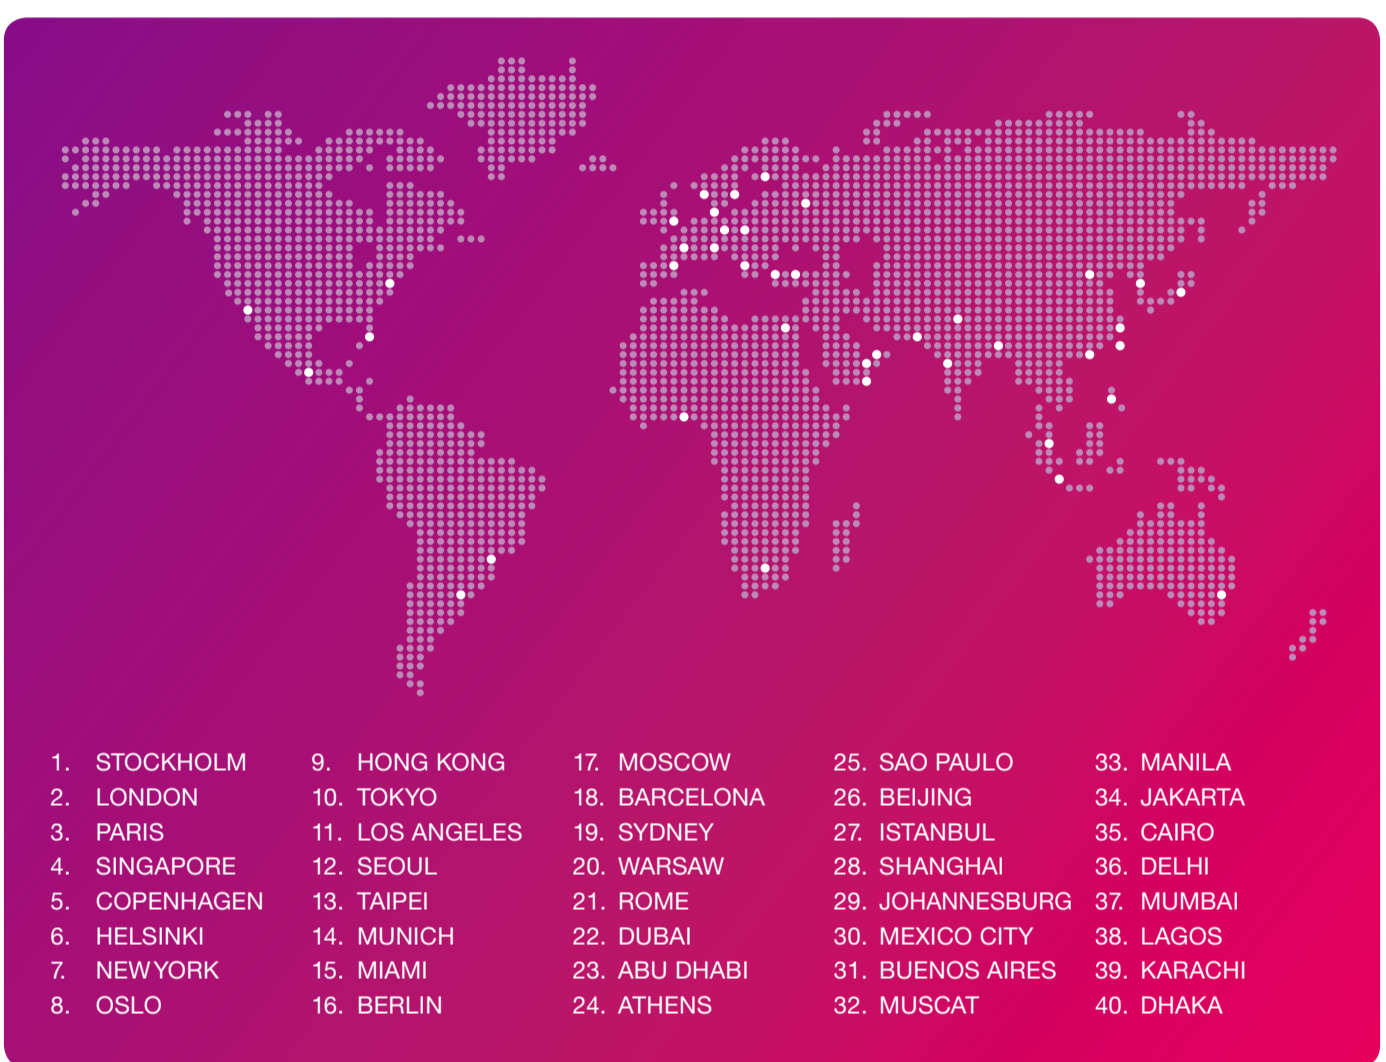 1. STOCKHOLM
2. LONDON
3. PARIS
4. SINGAPORE
5. COPENHAGEN
6. HELSINKI
7. NEW YORK
8. OSLO
9. HONG KONG
10. TOKYO
11. LOS ANGELES
12. SEOUL
13. TAIPEI
14. MUNICH
15. MIAMI
16. BERLIN
17. MOSCOW
18. BARCELONA
19. SYDNEY
20. WARSAW
21. ROME
22. DUBAI
23. ABU DHABI
24. ATHENS
25. SAO PAULO
26. BEIJING
27. ISTANBUL
28. SHANGHAI
29. JOHANNESBURG
30. MEXICO CITY
31. BUENOS AIRES
32. MUSCAT
33. MANILA
34. JAKARTA
35. CAIRO
36. DELHI
37. MUMBAI
38. LAGOS
39. KARACHI
40. DHAKA